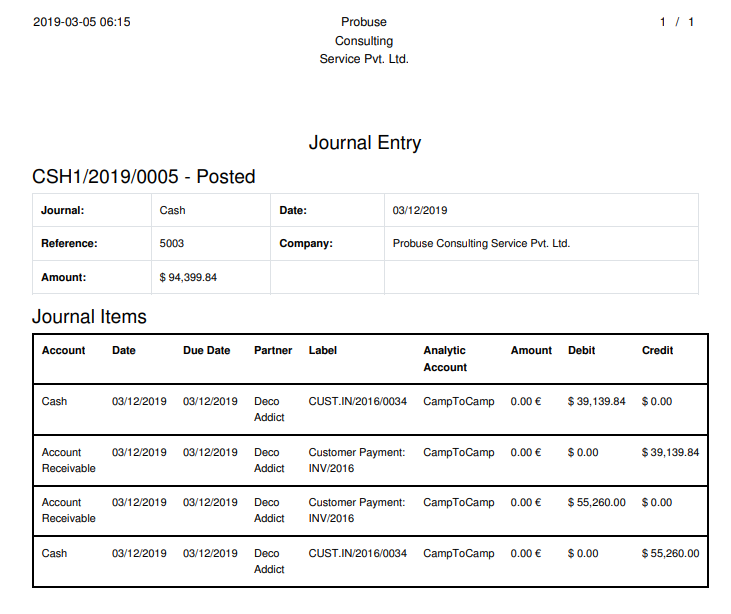 2019-03-05 06:15 Probuse 1 / 1
Consulting
Service Pvt. Ltd.
Journal Entry
CSH1/2019/0005 - Posted
Journal: Cash Date: 03/12/2019
Reference: 5003 Company: Probuse Consulting Service Pvt. Ltd.
Amount: $ 94,399.84
Journal Items
Account Date Due Date Partner Label Analytic Amount Debit Credit
Account
Cash 03/12/2019 03/12/2019 Deco CUST.IN/2016/0034 CampToCamp 0.00 € $ 39,139.84 $ 0.00
Addict
Account 03/12/2019 03/12/2019 Deco Customer Payment: CampToCamp 0.00 € $ 0.00 $ 39,139.84
Receivable Addict INV/2016
Account 03/12/2019 03/12/2019 Deco Customer Payment: CampToCamp 0.00 € $ 55,260.00 $ 0.00
Receivable Addict INV/2016
Cash 03/12/2019 03/12/2019 Deco CUST.IN/2016/0034 CampToCamp 0.00 € $ 0.00 $ 55,260.00
Addict